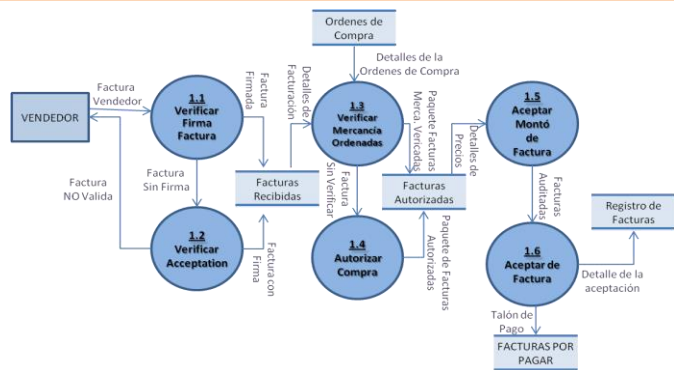 Ordenes de
Compra
Detalles de la
Ordenes de Compra
VENDEDOR
Factura
Vendedor
1.1
Verificar
Firma
Factura
Factura
Firmada
Detalles de
Facturación
1.3
Verificar
Mercancía
Ordenadas
Paquete Facturas
Merca. Vericadas
Detalles de
Precios
1.5
Aceptar
Montó
de
Factura
Factura
NO Valida
Factura
Sin Firma
Facturas
Recibidas
Factura
Sin Verificar
Facturas
Autorizadas
Facturas
Auditadas
Registro de
Facturas
1.2
Verificar
Acceptation
Factura con
Firma
1.4
Autorizar
Compra
Paquete de Facturas
Autorizadas
1.6
Aceptar de
Factura
Detalle de la
aceptación
Talón de
Pago
FACTURAS POR
PAGAR